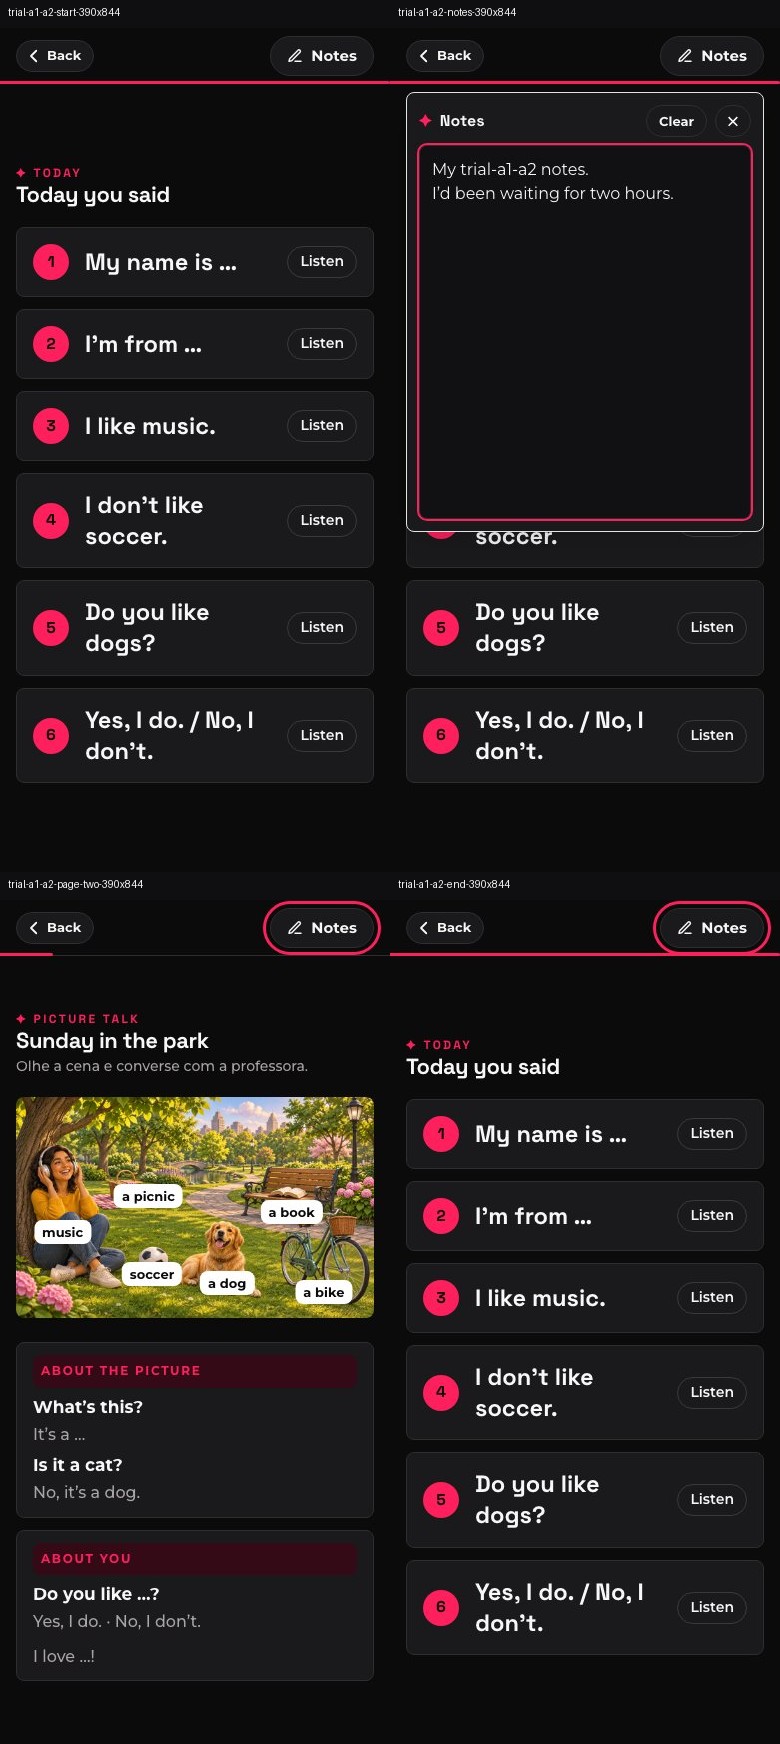 trial-a1-a2-start-390x844
Back
Notes
TODAY
Today you said
1
My name is ...
Listen
2
I'm from ...
Listen
3
I like music.
Listen
4
I don't like
soccer.
Listen
5
Do you like
dogs?
Listen
6
Yes, I do. / No, I
don't.
Listen
trial-a1-a2-notes-390x844
Back
Notes
Notes
Clear
My trial-a1-a2 notes.
I'd been waiting for two hours.
soccer.
5
Do you like
dogs?
Listen
6
Yes, I do. / No, I
don't.
Listen
trial-a1-a2-page-two-390x844
Back
Notes
PICTURE TALK
Sunday in the park
Olhe a cena e converse com a professora.
a picnic
a book
music
soccer
a dog
a bike
ABOUT THE PICTURE
What's this?
It's a ...
Is it a cat?
No, it's a dog.
ABOUT YOU
Do you like ...?
Yes, I do. · No, I don't.
I love ...!
trial-a1-a2-end-390x844
Back
Notes
TODAY
Today you said
1
My name is ...
Listen
2
I'm from ...
Listen
3
I like music.
Listen
4
I don't like
soccer.
Listen
5
Do you like
dogs?
Listen
6
Yes, I do. / No, I
don't.
Listen